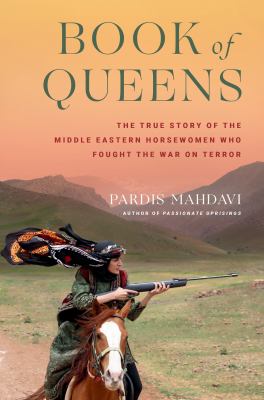 BOOK of
QUEENS
THE TRUE STORY OF THE
MIDDLE EASTERN HORSEWOMEN WHO
FOUGHT THE WAR ON TERROR
PARDIS MAHDAVI
AUTHOR OF PASSIONATE UPRISINGS